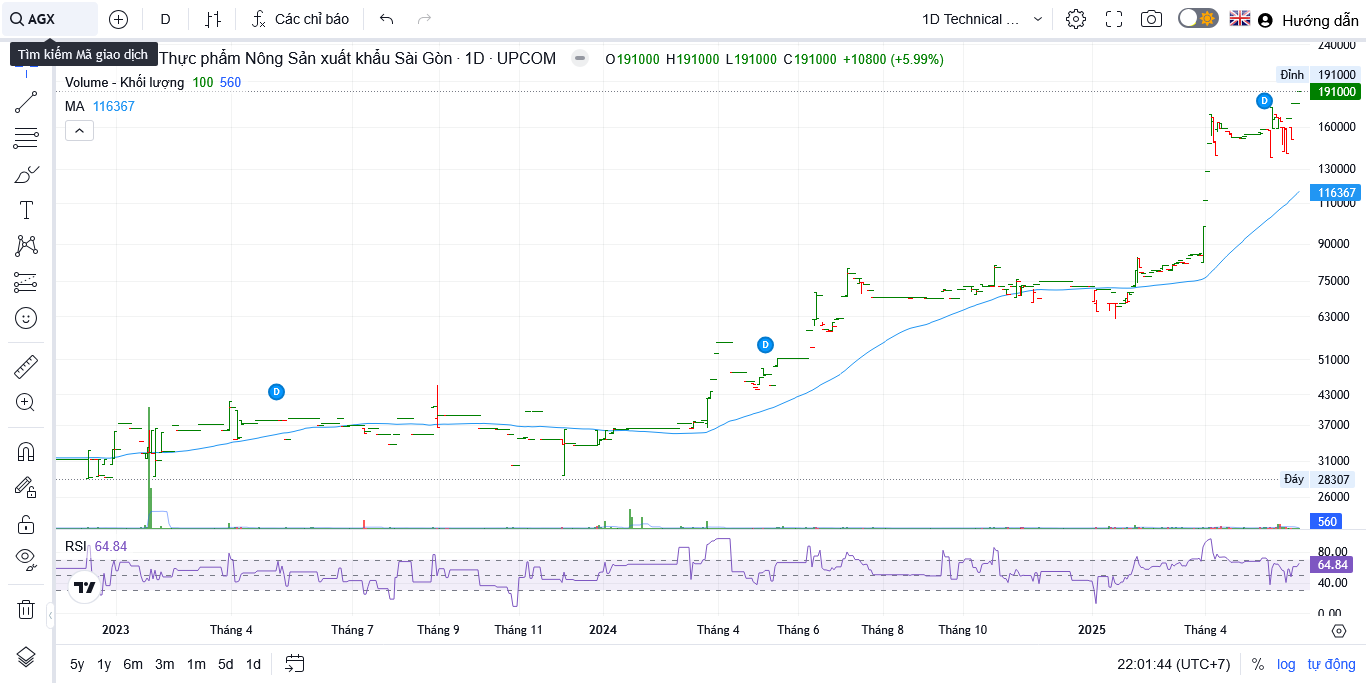 AGX
D
Các chỉ báo
1D Technical ...
Hướng dẫn
Tìm kiếm Mã giao dịch
Thực phẩm Nông Sản xuất khẩu Sài Gòn · 1D · UPCOM
O191000 H191000 L191000 C191000 +10800 (+5.99%)
Volume - Khối lượng 100 560
MA 116367
240000
Đỉnh 191000
191000
D
160000
130000
116367
110000
90000
75000
63000
D
51000
D
43000
37000
31000
Đáy 28307
26000
560
RSI 64.84
80.00
64.84
40.00
0.00
2023 Tháng 4 Tháng 7 Tháng 9 Tháng 11 2024 Tháng 4 Tháng 6 Tháng 8 Tháng 10 2025 Tháng 4
5y 1y 6m 3m 1m 5d 1d
22:01:44 (UTC+7) % log tự động